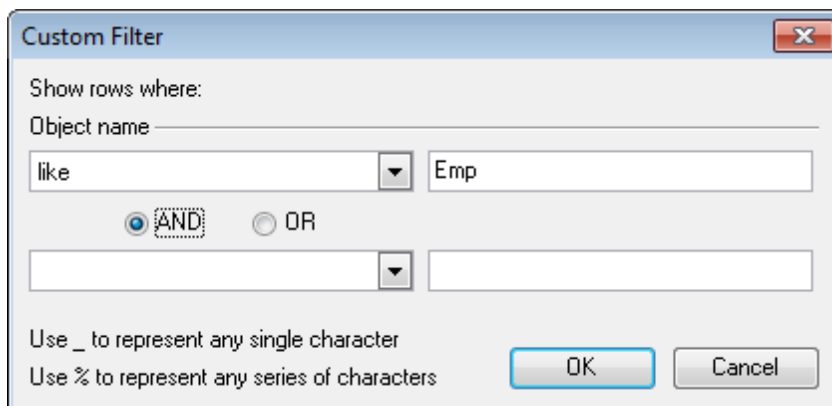 Custom Filter
Show rows where:
Object name
like Emp
AND OR
Use _ to represent any single character
Use % to represent any series of characters
OK Cancel